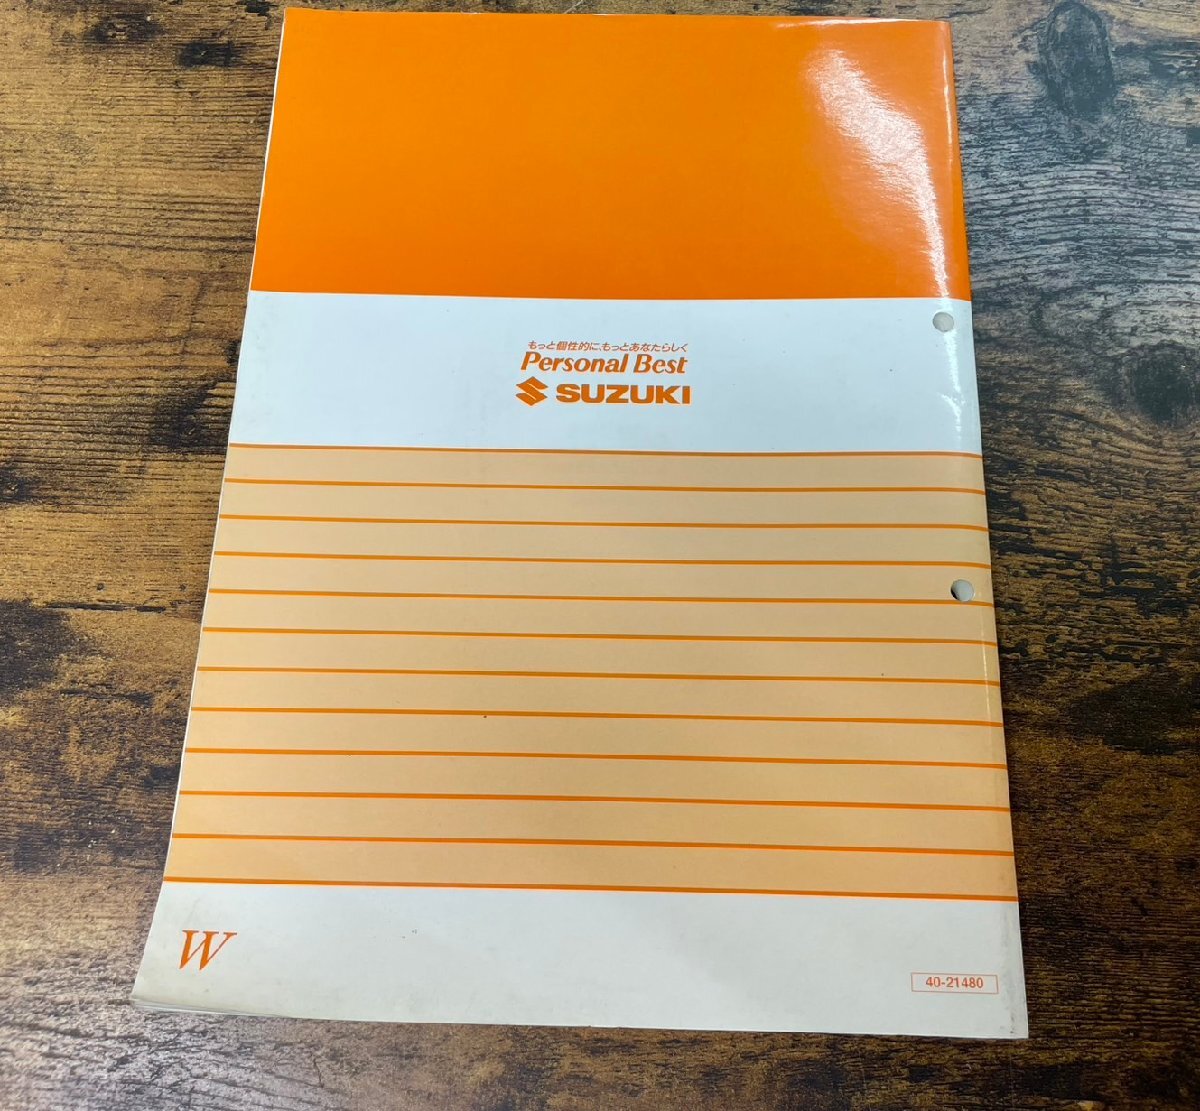 もっと個性的に、もっとあなたらしく
Personal Best
SUZUKI
W
40-21480